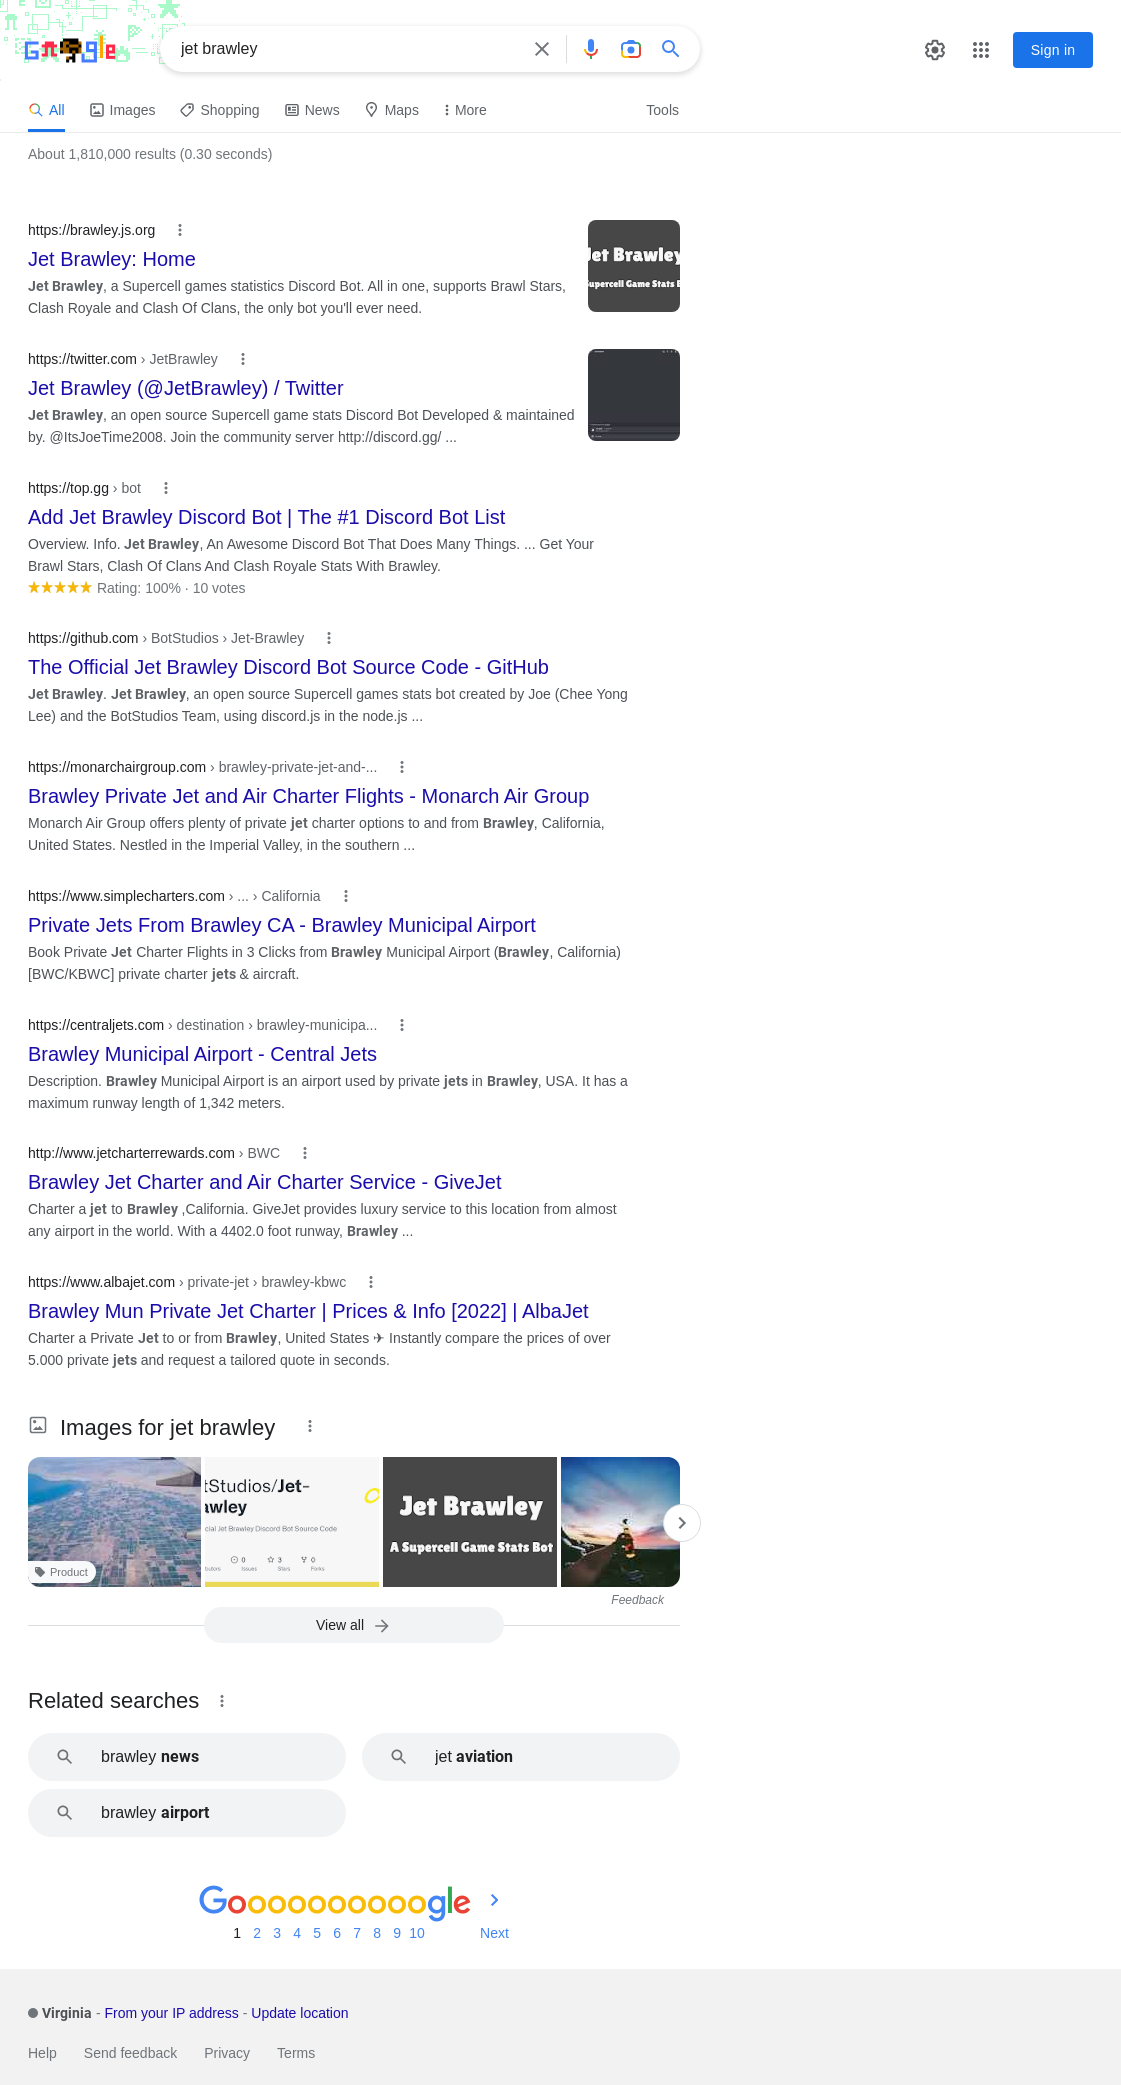 Google
jet brawley
Sign in
All
Images
Shopping
News
Maps
More
Tools
About 1,810,000 results (0.30 seconds)
https://brawley.js.org
Jet Brawley: Home
Jet Brawley, a Supercell games statistics Discord Bot. All in one, supports Brawl Stars,
Clash Royale and Clash Of Clans, the only bot you'll ever need.
Jet Brawley
Supercell Game Stats B
https://twitter.com › JetBrawley
Jet Brawley (@JetBrawley) / Twitter
Jet Brawley, an open source Supercell game stats Discord Bot Developed & maintained
by. @ItsJoeTime2008. Join the community server http://discord.gg/ ...
https://top.gg › bot
Add Jet Brawley Discord Bot | The #1 Discord Bot List
Overview. Info. Jet Brawley, An Awesome Discord Bot That Does Many Things. ... Get Your
Brawl Stars, Clash Of Clans And Clash Royale Stats With Brawley.
Rating: 100% · 10 votes
https://github.com › BotStudios › Jet-Brawley
The Official Jet Brawley Discord Bot Source Code - GitHub
Jet Brawley. Jet Brawley, an open source Supercell games stats bot created by Joe (Chee Yong
Lee) and the BotStudios Team, using discord.js in the node.js ...
https://monarchairgroup.com › brawley-private-jet-and-...
Brawley Private Jet and Air Charter Flights - Monarch Air Group
Monarch Air Group offers plenty of private jet charter options to and from Brawley, California,
United States. Nestled in the Imperial Valley, in the southern ...
https://www.simplecharters.com › ... › California
Private Jets From Brawley CA - Brawley Municipal Airport
Book Private Jet Charter Flights in 3 Clicks from Brawley Municipal Airport (Brawley, California)
[BWC/KBWC] private charter jets & aircraft.
https://centraljets.com › destination › brawley-municipa...
Brawley Municipal Airport - Central Jets
Description. Brawley Municipal Airport is an airport used by private jets in Brawley, USA. It has a
maximum runway length of 1,342 meters.
http://www.jetcharterrewards.com › BWC
Brawley Jet Charter and Air Charter Service - GiveJet
Charter a jet to Brawley ,California. GiveJet provides luxury service to this location from almost
any airport in the world. With a 4402.0 foot runway, Brawley ...
https://www.albajet.com › private-jet › brawley-kbwc
Brawley Mun Private Jet Charter | Prices & Info [2022] | AlbaJet
Charter a Private Jet to or from Brawley, United States ✈ Instantly compare the prices of over
5.000 private jets and request a tailored quote in seconds.
Images for jet brawley
Product
tStudios/Jet-
awley
cial Jet Brawley Discord Bot Source Code
0 3 0
Issues Stars Forks
Jet Brawley
A Supercell Game Stats Bot
Feedback
View all
Related searches
brawley news
jet aviation
brawley airport
Goooooooooogle
1 2 3 4 5 6 7 8 9 10 Next
Virginia - From your IP address - Update location
Help Send feedback Privacy Terms